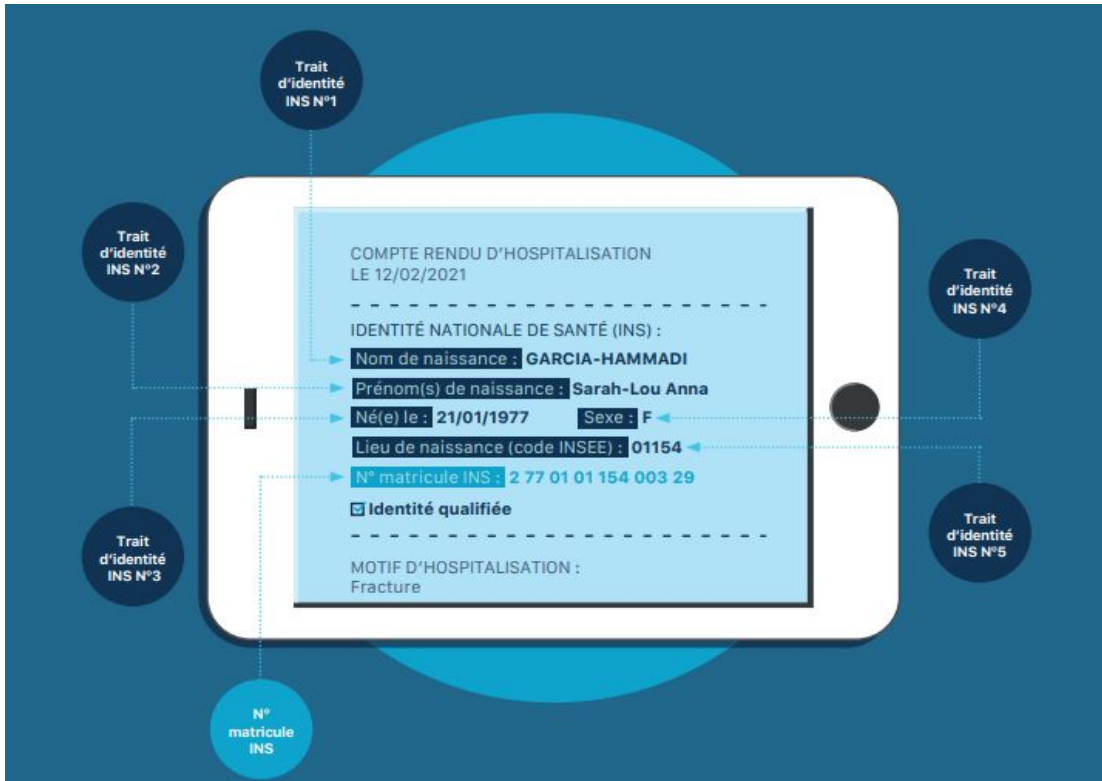 Trait
d'identité
INS N°1
Trait
d'identité
INS N°2
Trait
d'identité
INS N°4
COMPTE RENDU D'HOSPITALISATION
LE 12/02/2021
IDENTITÉ NATIONALE DE SANTÉ (INS) :
Nom de naissance : GARCIA-HAMMADI
Prénom(s) de naissance : Sarah-Lou Anna
Né(e) le : 21/01/1977 Sexe : F
Lieu de naissance (code INSEE) : 01154
N° matricule INS : 2 77 01 01 154 003 29
Identité qualifiée
MOTIF D'HOSPITALISATION :
Fracture
Trait
d'identité
INS N°3
Trait
d'identité
INS N°5
N°
matricule
INS